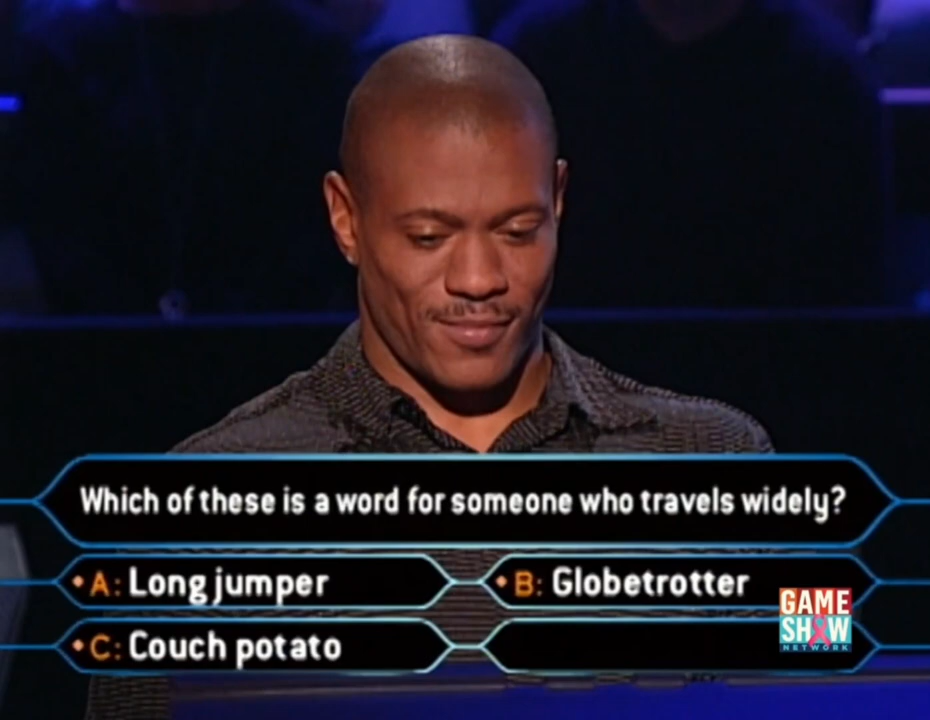 Which of these is a word for someone who travels widely?
A: Long jumper
B: Globetrotter
C: Couch potato
GAME
SHOW
NETWORK